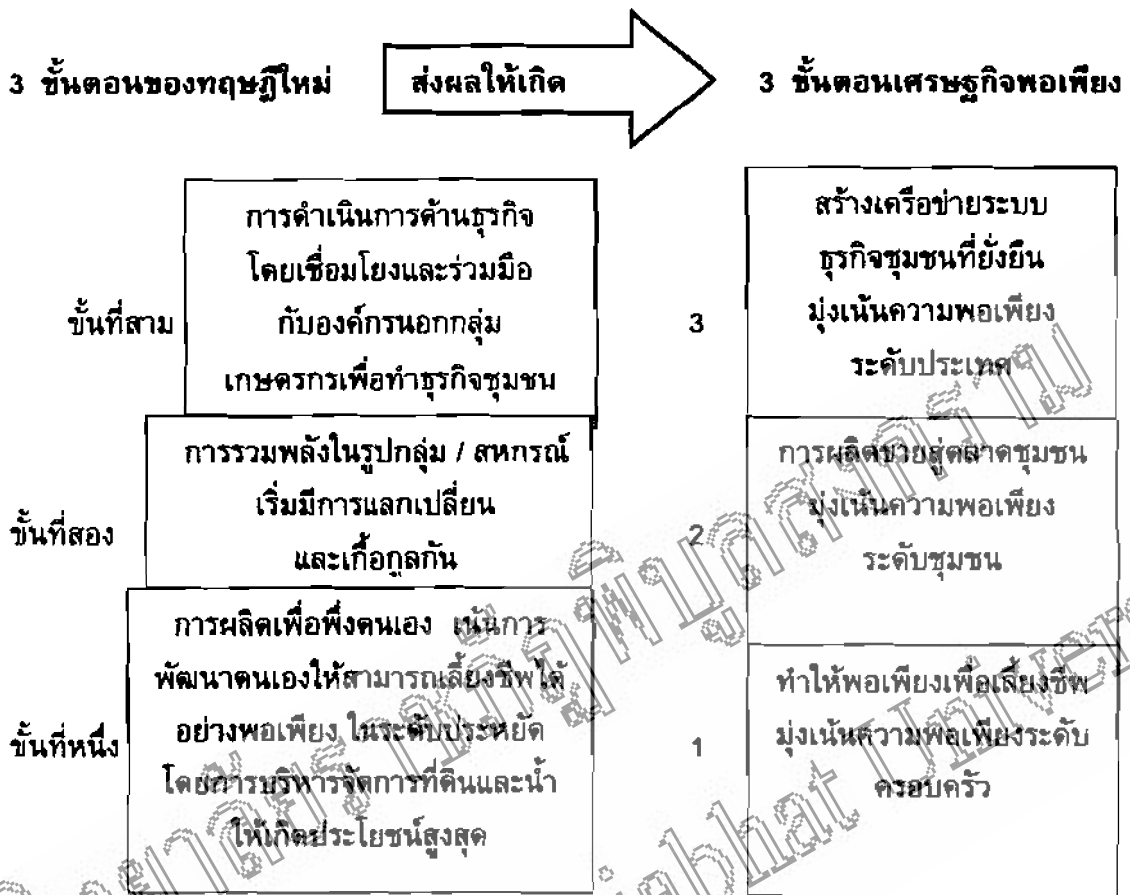 3 ขั้นตอนของทฤษฎีใหม่
ส่งผลให้เกิด
3 ขั้นตอนเศรษฐกิจพอเพียง
ขั้นที่สาม
การดำเนินการด้านธุรกิจ
โดยเชื่อมโยงและร่วมมือ
กับองค์กรนอกกลุ่ม
เกษตรกรเพื่อทำธุรกิจชุมชน
3
สร้างเครือข่ายระบบ
ธุรกิจชุมชนที่ยั่งยืน
มุ่งเน้นความพอเพียง
ระดับประเทศ
ขั้นที่สอง
การรวมพลังในรูปกลุ่ม / สหกรณ์
เริ่มมีการแลกเปลี่ยน
และเกื้อกูลกัน
2
การผลิตขายสู่ตลาดชุมชน
มุ่งเน้นความพอเพียง
ระดับชุมชน
ขั้นที่หนึ่ง
การผลิตเพื่อพึ่งตนเอง เน้นการ
พัฒนาตนเองให้สามารถเลี้ยงชีพได้
อย่างพอเพียง ในระดับประหยัด
โดยการบริหารจัดการที่ดินและน้ำ
ให้เกิดประโยชน์สูงสุด
1
ทำให้พอเพียงเพื่อเลี้ยงชีพ
มุ่งเน้นความพอเพียงระดับ
ครอบครัว